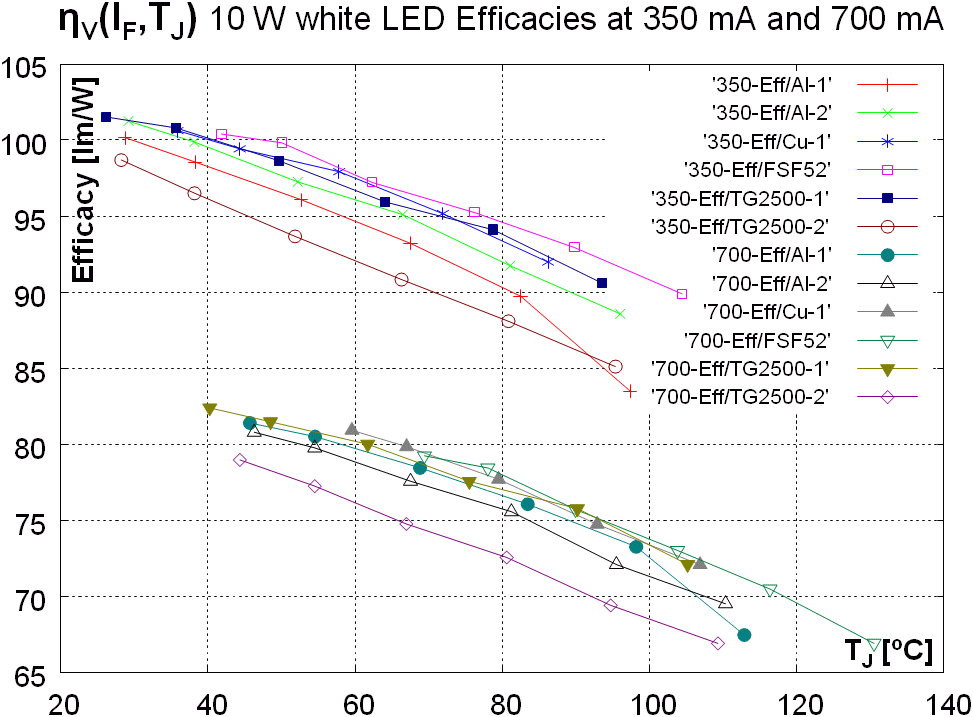 ηV(IF,TJ) 10 W white LED Efficacies at 350 mA and 700 mA
105
100
95
90
85
80
75
70
65
Efficacy [lm/W]
'350-Eff/Al-1'
'350-Eff/Al-2'
'350-Eff/Cu-1'
'350-Eff/FSF52'
'350-Eff/TG2500-1'
'350-Eff/TG2500-2'
'700-Eff/Al-1'
'700-Eff/Al-2'
'700-Eff/Cu-1'
'700-Eff/FSF52'
'700-Eff/TG2500-1'
'700-Eff/TG2500-2'
TJ [ºC]
20 40 60 80 100 120 140